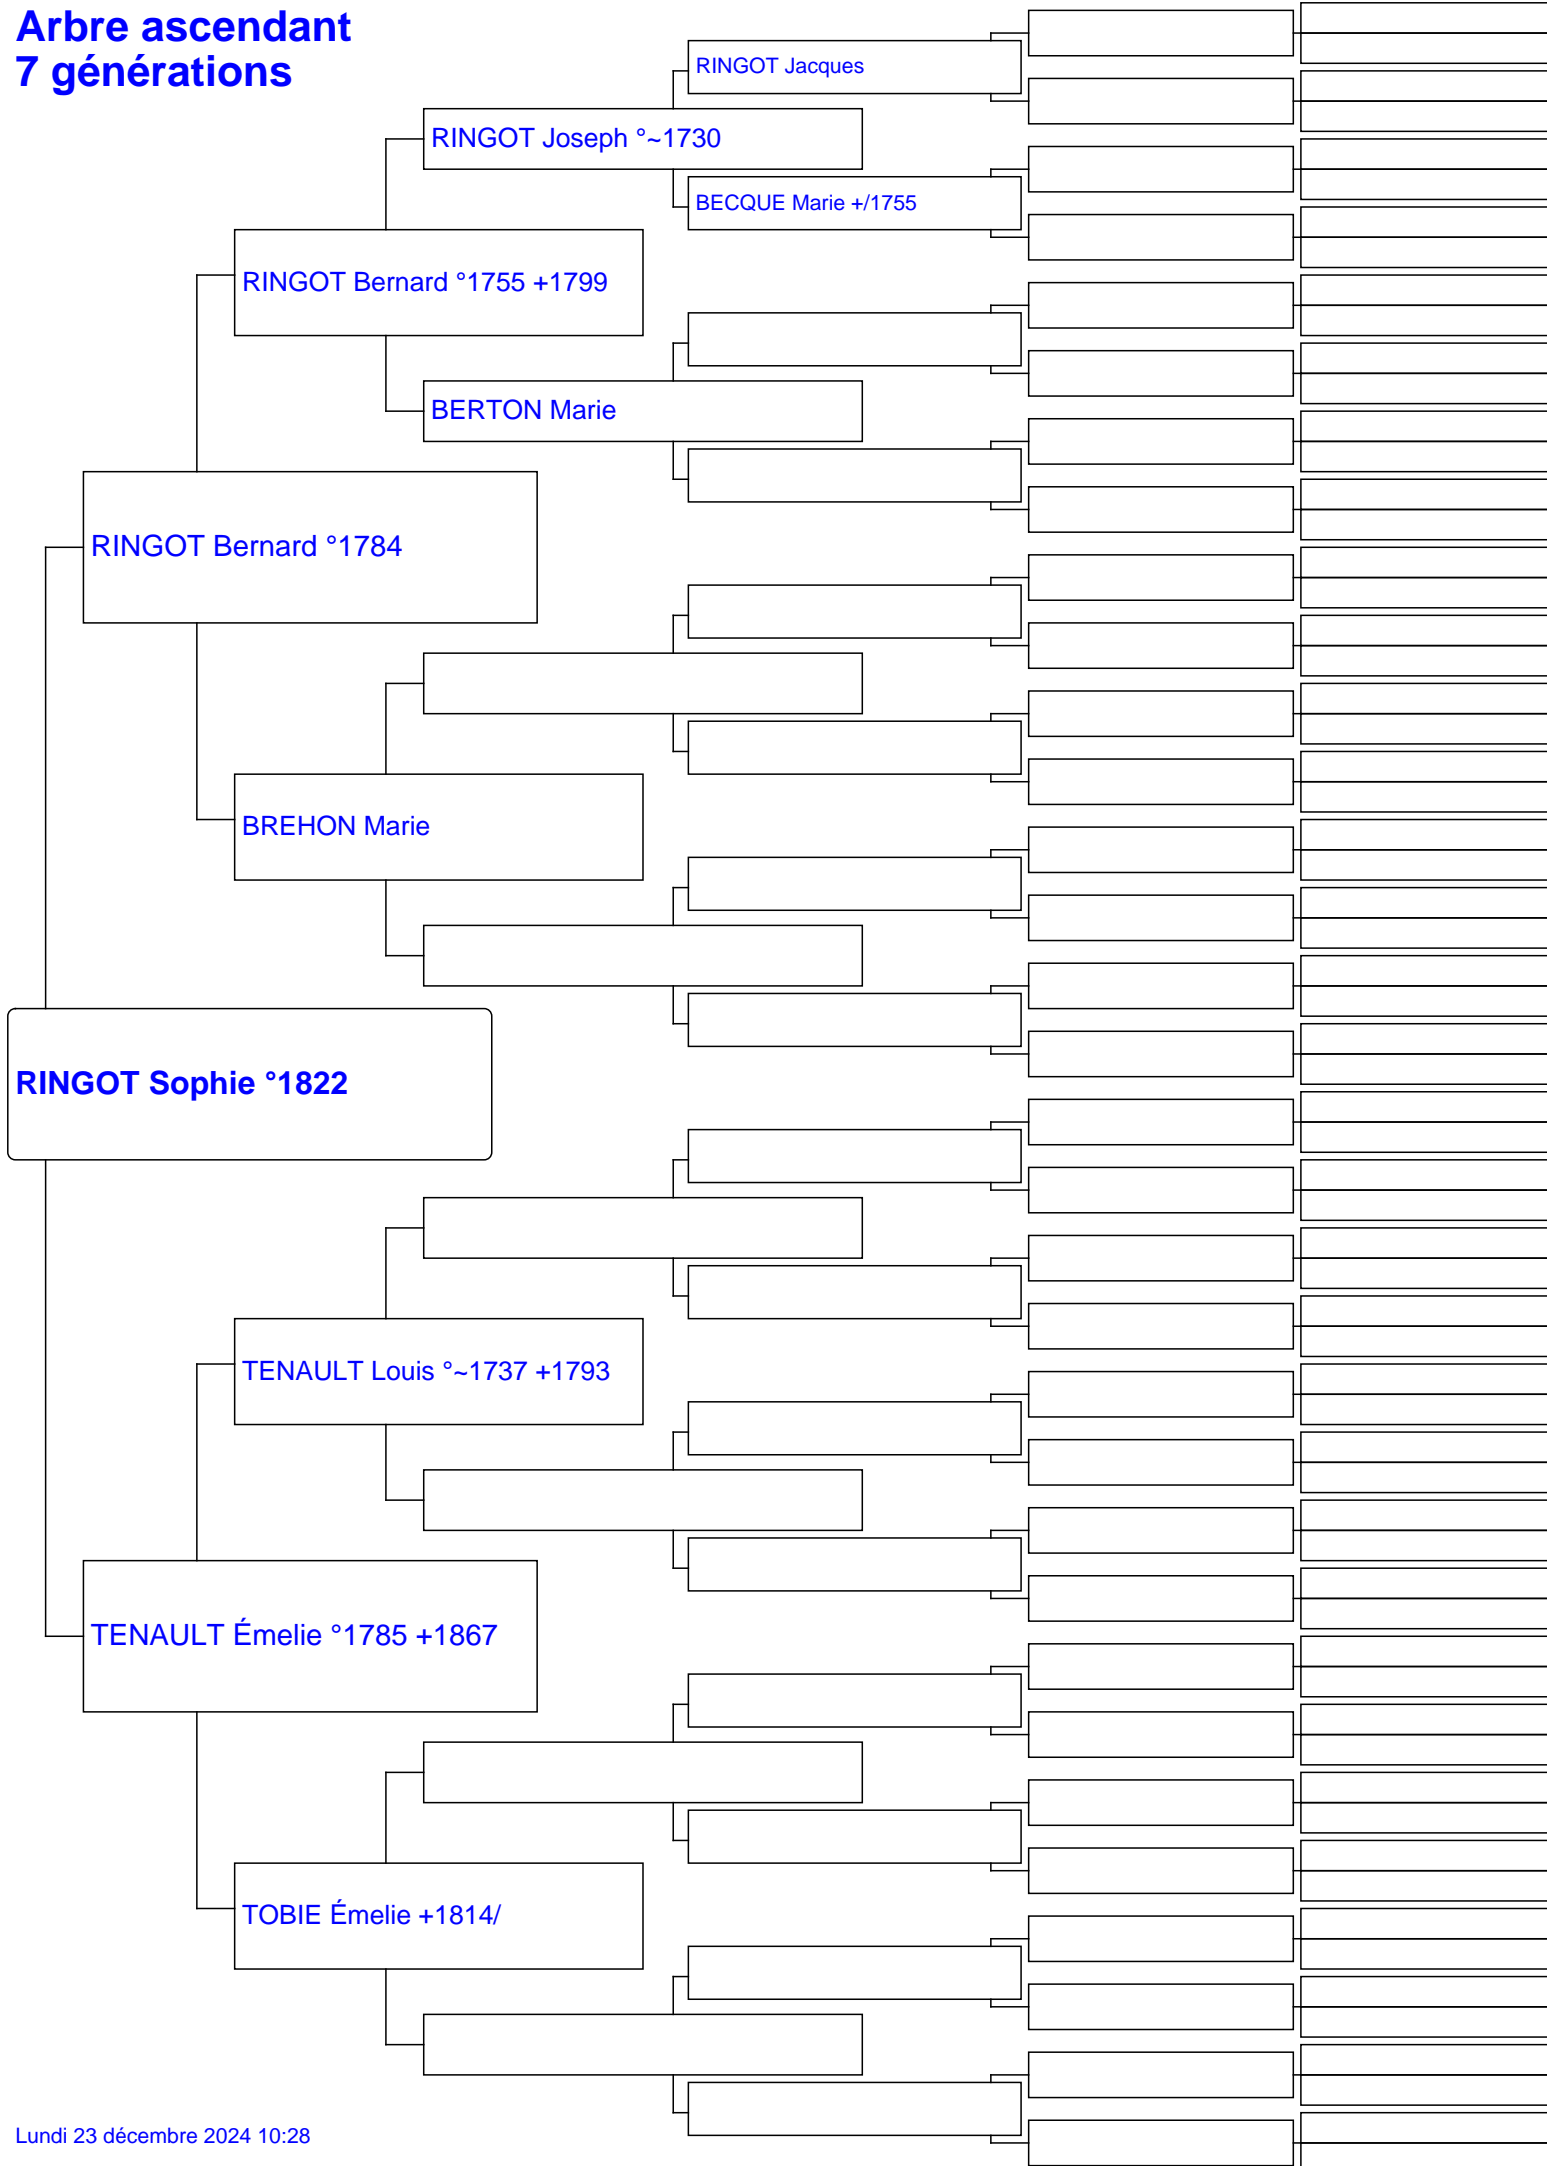 Arbre ascendant
7 générations
RINGOT Jacques
RINGOT Joseph °~1730
BECQUE Marie +/1755
RINGOT Bernard °1755 +1799
BERTON Marie
RINGOT Bernard °1784
BREHON Marie
RINGOT Sophie °1822
TENAULT Louis °~1737 +1793
TENAULT Émelie °1785 +1867
TOBIE Émelie +1814/
Lundi 23 décembre 2024 10:28